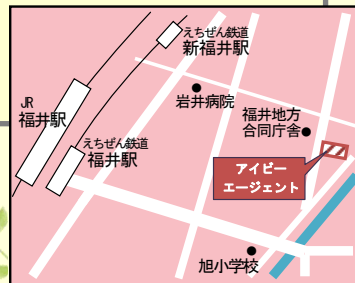 えちぜん鉄道
新福井駅
JR
福井駅
岩井病院
福井地方
合同庁舎
えちぜん鉄道
福井駅
アイビー
エージェント
旭小学校